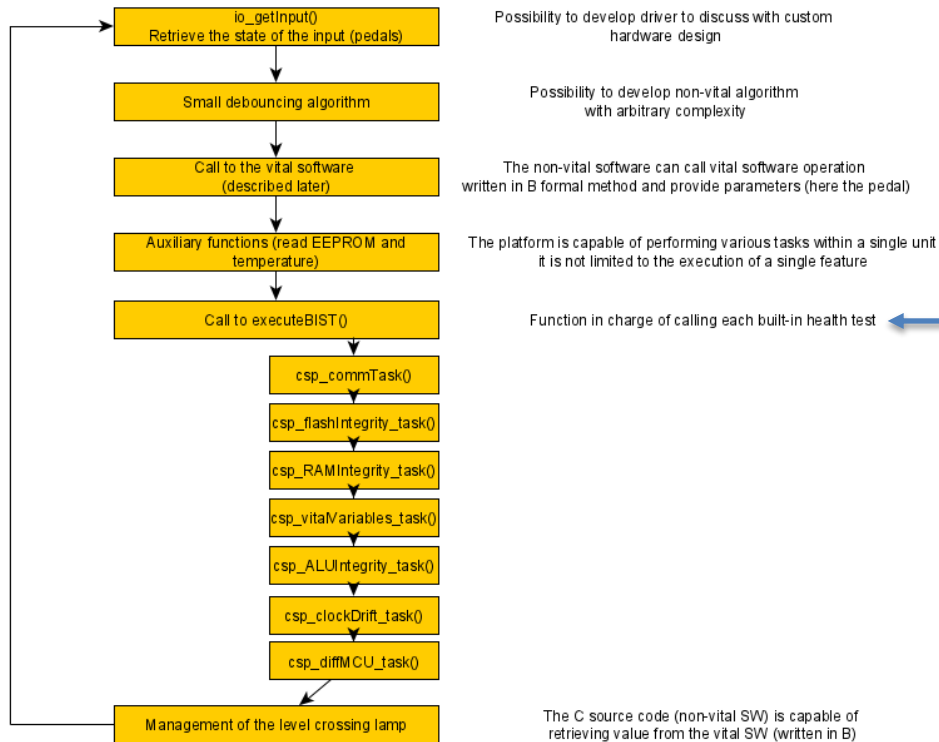 io_getInput()
Retrieve the state of the input (pedals)
Possibility to develop driver to discuss with custom
hardware design
Small debouncing algorithm
Possibility to develop non-vital algorithm
with arbitrary complexity
Call to the vital software
(described later)
The non-vital software can call vital software operation
written in B formal method and provide parameters (here the pedal)
Auxiliary functions (read EEPROM and
temperature)
The platform is capable of performing various tasks within a single unit
it is not limited to the execution of a single feature
Call to executeBIST()
Function in charge of calling each built-in health test
csp_commTask()
csp_flashIntegrity_task()
csp_RAMIntegrity_task()
csp_vitalVariables_task()
csp_ALUIntegrity_task()
csp_clockDrift_task()
csp_diffMCU_task()
Management of the level crossing lamp
The C source code (non-vital SW) is capable of
retrieving value from the vital SW (written in B)